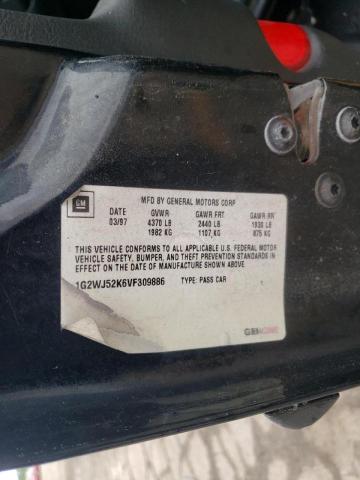 GM
MFD BY GENERAL MOTORS CORP
DATE GVWR GAWR FRT GAWR RR
03/97 4370 LB 2440 LB 1930 LB
1982 KG 1107 KG 875 KG
THIS VEHICLE CONFORMS TO ALL APPLICABLE U.S. FEDERAL MOTOR
VEHICLE SAFETY, BUMPER, AND THEFT PREVENTION STANDARDS IN
EFFECT ON THE DATE OF MANUFACTURE SHOWN ABOVE.
1G2WJ52K6VF309886 TYPE: PASS CAR
GENUINE